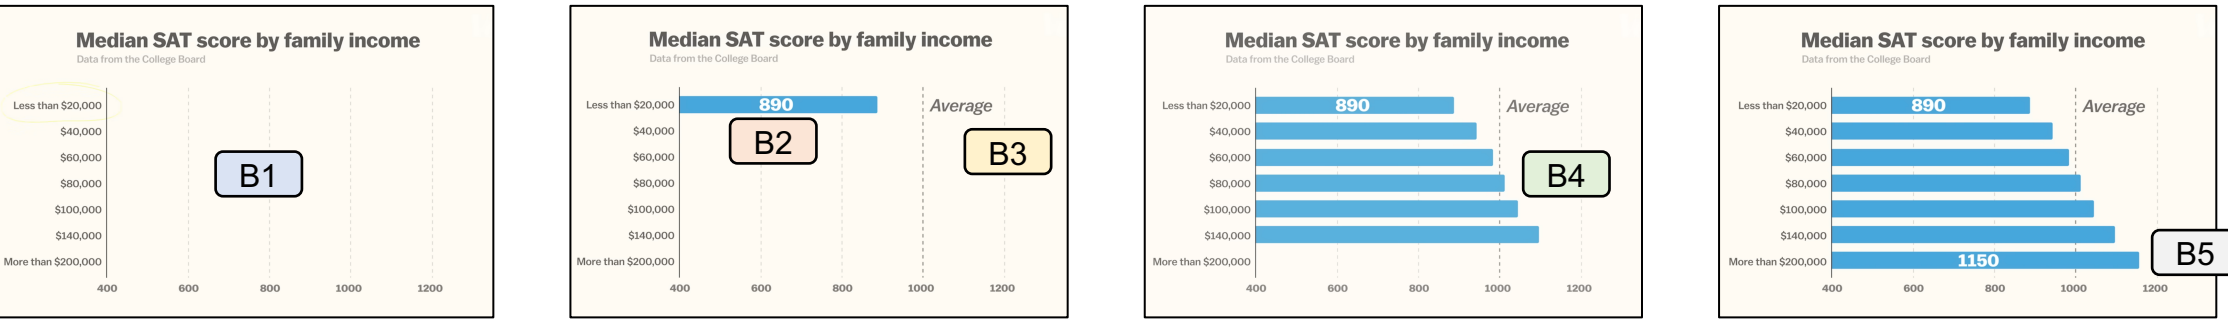 Median SAT score by family income
Data from the College Board
Less than $20,000
$40,000
$60,000
B1
$80,000
$100,000
$140,000
More than $200,000
400 600 800 1000 1200
Median SAT score by family income
Data from the College Board
Less than $20,000 890 Average
$40,000
B2
B3
$60,000
$80,000
$100,000
$140,000
More than $200,000
400 600 800 1000 1200
Median SAT score by family income
Data from the College Board
Less than $20,000 890 Average
$40,000
$60,000
B4
$80,000
$100,000
$140,000
More than $200,000
400 600 800 1000 1200
Median SAT score by family income
Data from the College Board
Less than $20,000 890 Average
$40,000
$60,000
$80,000
$100,000
$140,000
B5
More than $200,000 1150
400 600 800 1000 1200